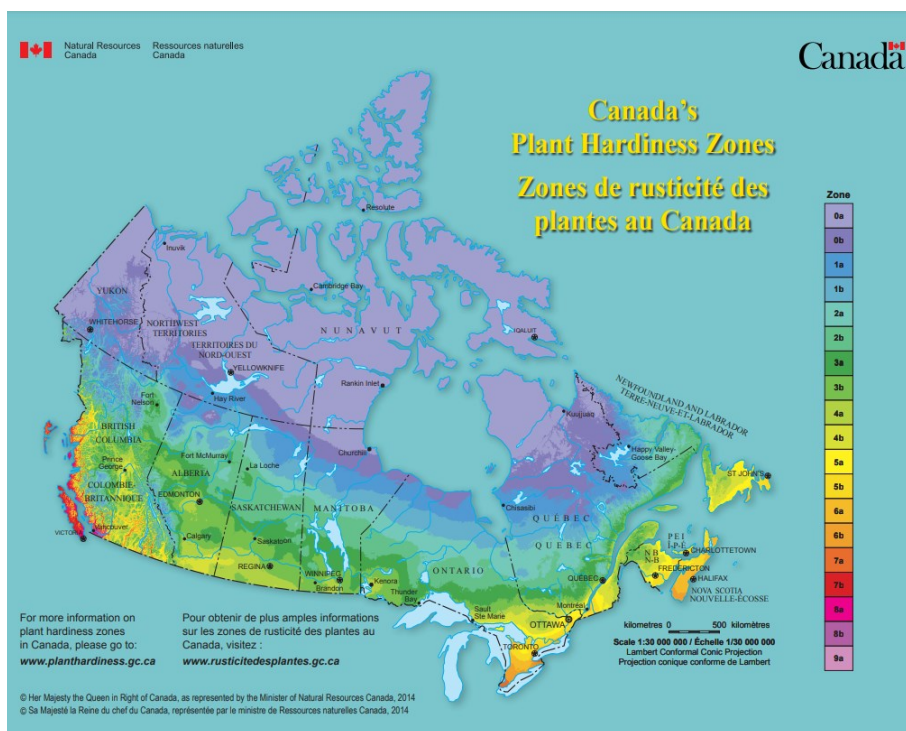 Natural Resources
Canada
Ressources naturelles
Canada
Canada
Canada's
Plant Hardiness Zones
Zones de rusticité des
plantes au Canada
Zone
0a
0b
1a
1b
2a
2b
3a
3b
4a
4b
5a
5b
6a
6b
7a
7b
8a
8b
9a
Resolute
Inuvik
Cambridge Bay
YUKON
WHITEHORSE
NORTHWEST
TERRITORIES
TERRITOIRES DU
NORD-OUEST
NUNAVUT
IQALUIT
YELLOWKNIFE
Rankin Inlet
Hay River
Fort
Nelson
Kuujjuaq
NEWFOUNDLAND AND LABRADOR
TERRE-NEUVE-ET-LABRADOR
BRITISH
COLUMBIA
Prince
George
COLOMBIE-
BRITANNIQUE
Churchill
Fort McMurray
La Loche
ALBERTA
EDMONTON
Happy Valley-
Goose Bay
ST JOHN'S
SASKATCHEWAN
MANITOBA
Chisasibi
QUÉBEC
QUEBEC
Vancouver
VICTORIA
Calgary
Saskatoon
REGINA
WINNIPEG
Brandon
Kenora
ONTARIO
Thunder
Bay
Sault
Ste Marie
OTTAWA
Montréal
QUÉBEC
TORONTO
PEI
Î-P-É
CHARLOTTETOWN
NB
N-B
FREDERICTON
HALIFAX
NOVA SCOTIA
NOUVELLE-ÉCOSSE
For more information on
plant hardiness zones
in Canada, please go to:
www.planthardiness.gc.ca
Pour obtenir de plus amples informations
sur les zones de rusticité des plantes au
Canada, visitez :
www.rusticitedesplantes.gc.ca
kilometres 0 500 kilomètres
Scale 1:30 000 000 / Échelle 1/30 000 000
Lambert Conformal Conic Projection
Projection conique conforme de Lambert
© Her Majesty the Queen in Right of Canada, as represented by the Minister of Natural Resources Canada, 2014
© Sa Majesté la Reine du chef du Canada, représentée par le ministre de Ressources naturelles Canada, 2014